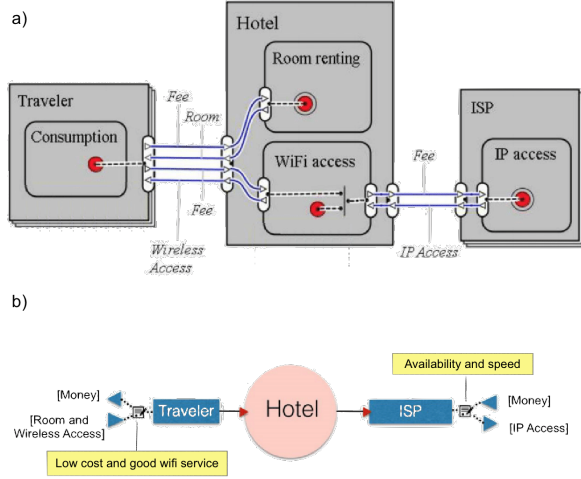 a)
Hotel
Room renting
Traveler
Fee
Room
ISP
Consumption
WiFi access
Fee
IP access
Fee
Wireless
Access
IP Access
b)
Availability and speed
[Money]
[Money]
Traveler
Hotel
ISP
[Room and
Wireless Access]
[IP Access]
Low cost and good wifi service